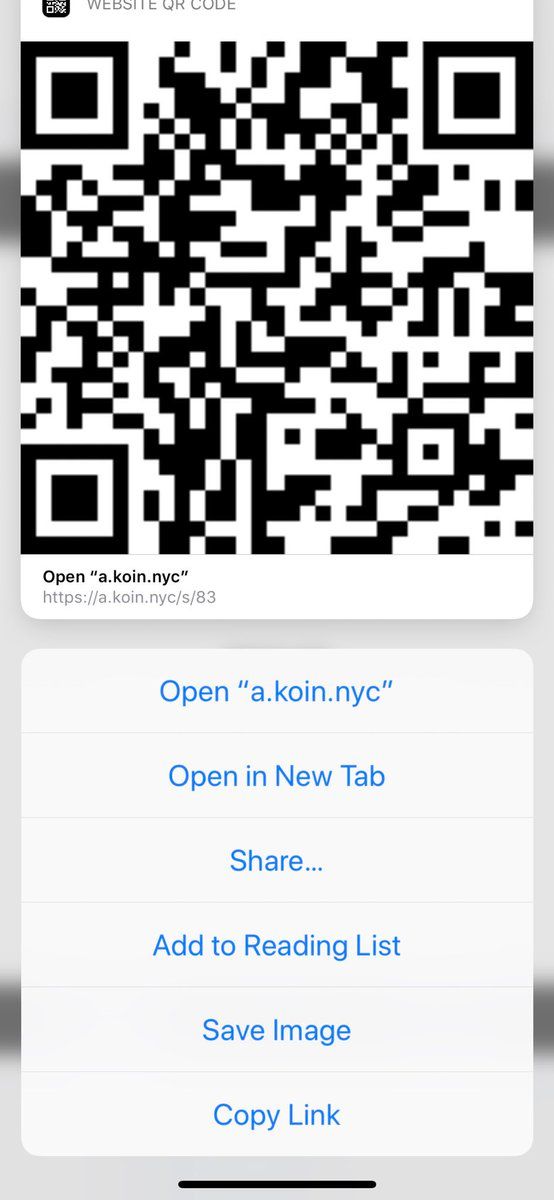 WEBSITE QR CODE
Open “a.koin.nyc”
https://a.koin.nyc/s/83
Open “a.koin.nyc”
Open in New Tab
Share...
Add to Reading List
Save Image
Copy Link